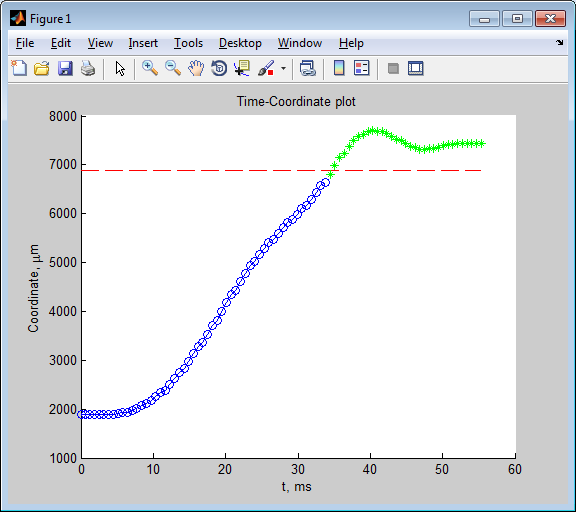 Figure 1
File Edit View Insert Tools Desktop Window Help
Time-Coordinate plot
8000
7000
6000
5000
4000
3000
2000
1000
Coordinate, μm
0 10 20 30 40 50 60
t, ms